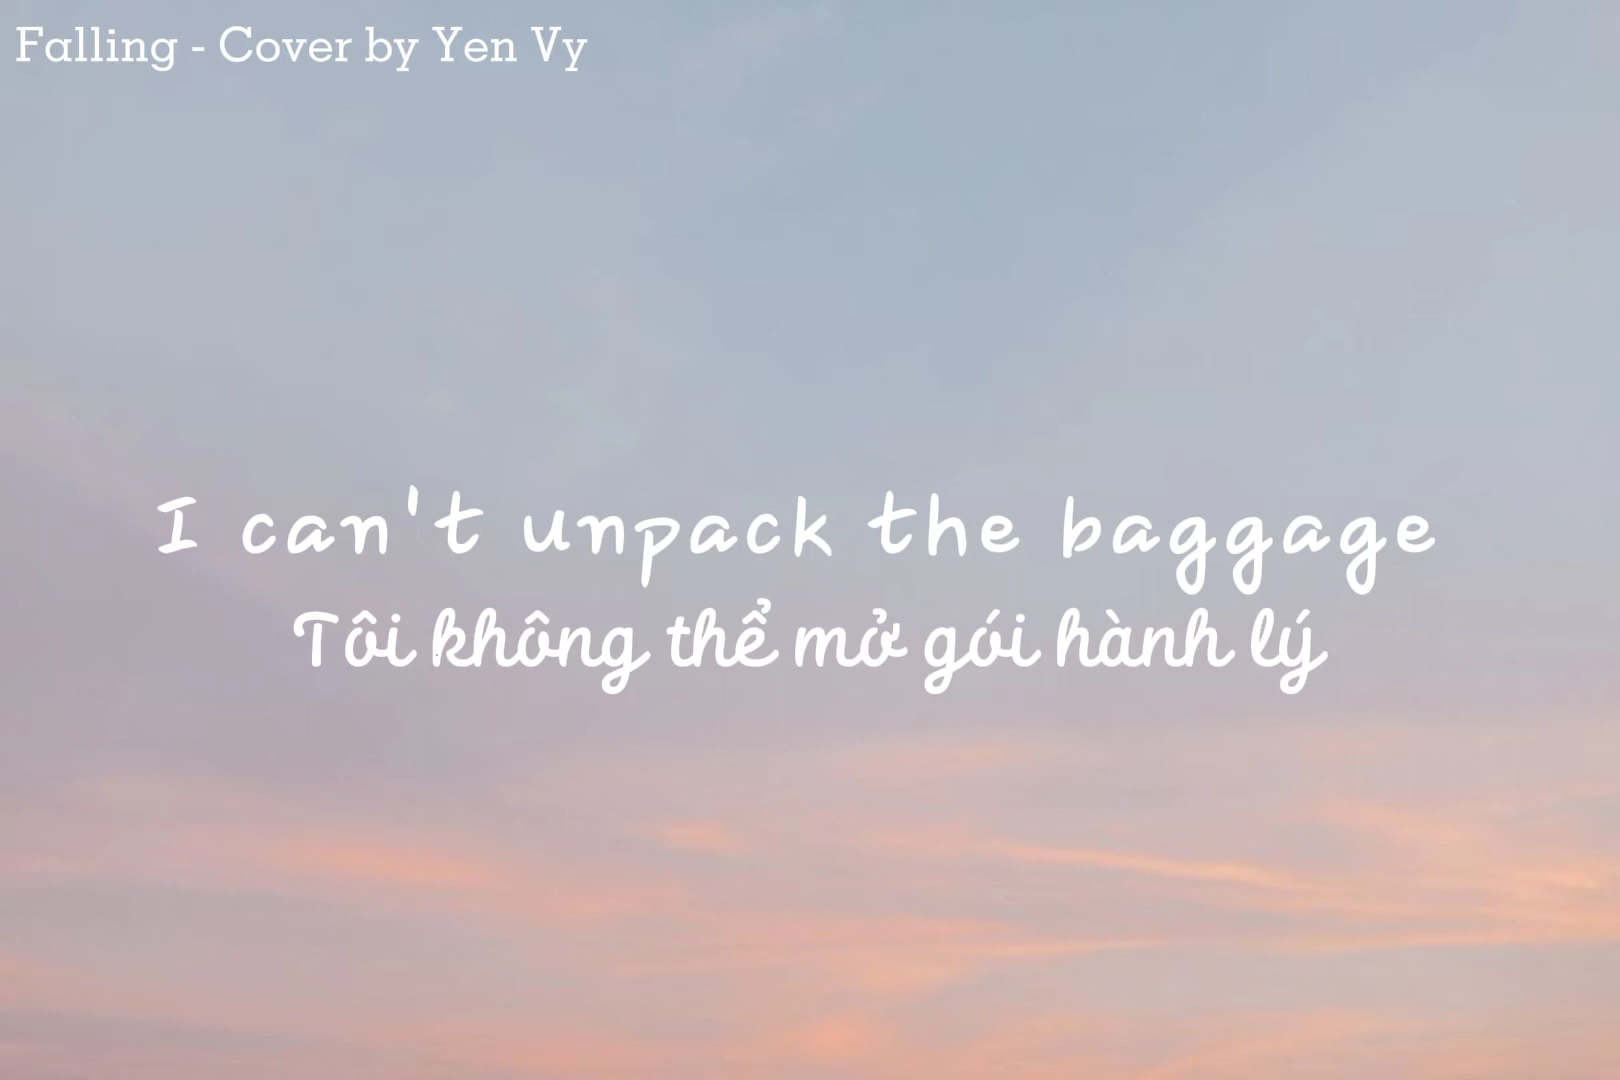 Falling - Cover by Yen Vy
I can't unpack the baggage
Tôi không thể mở gói hành lý